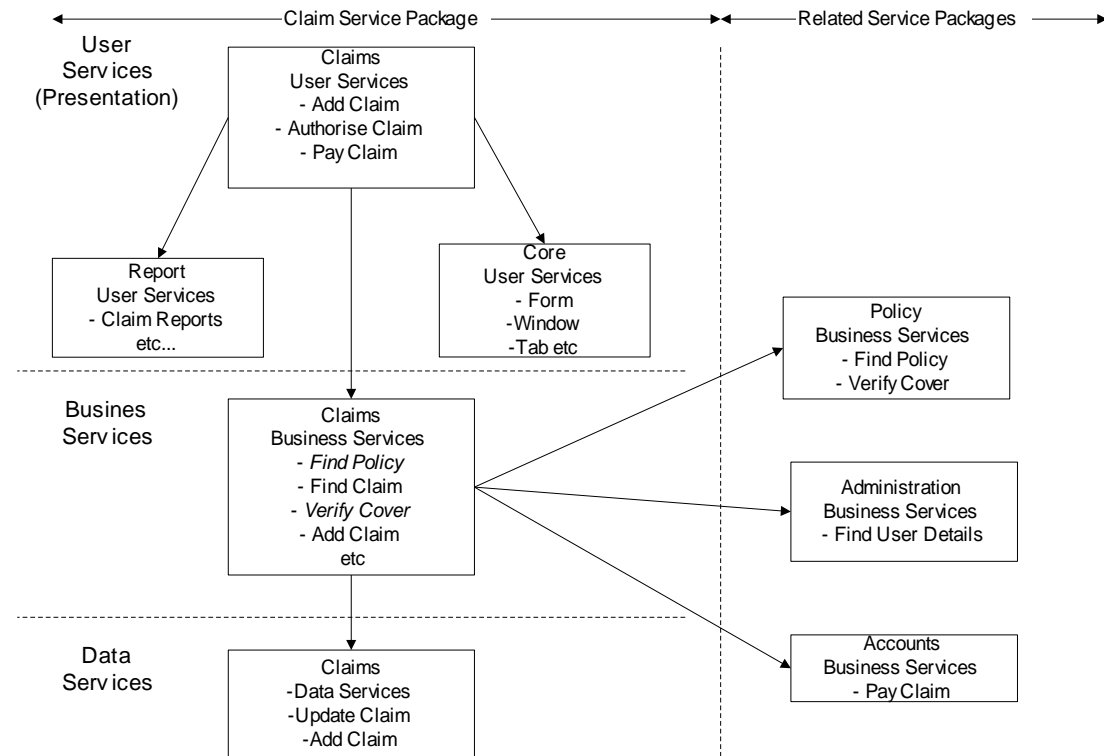 Claim Service Package
Related Service Packages
User
Services
(Presentation)
Claims
User Services
- Add Claim
- Authorise Claim
- Pay Claim
Report
User Services
- Claim Reports
etc...
Core
User Services
- Form
-Window
-Tab etc
Policy
Business Services
- Find Policy
- Verify Cover
Busines
Services
Claims
Business Services
- Find Policy
- Find Claim
- Verify Cover
- Add Claim
etc
Administration
Business Services
- Find User Details
Data
Services
Claims
-Data Services
-Update Claim
-Add Claim
Accounts
Business Services
- Pay Claim